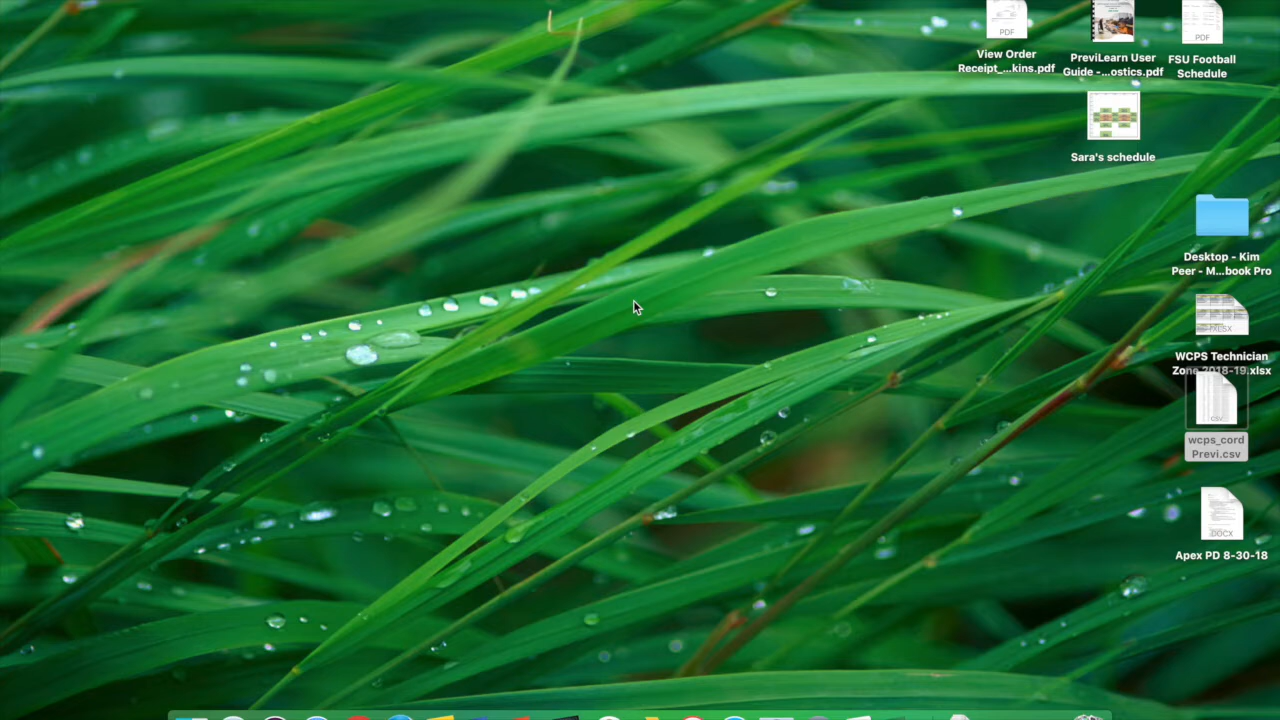 PDF
View Order
Receipt_...kins.pdf
PreviLearn User
Guide -...ostics.pdf
PDF
FSU Football
Schedule
Sara's schedule
Desktop - Kim
Peer - M...book Pro
XLSX
WCPS Technician
Zone 2018-19.xlsx
CSV
wcps_cord
Previ.csv
DOCX
Apex PD 8-30-18